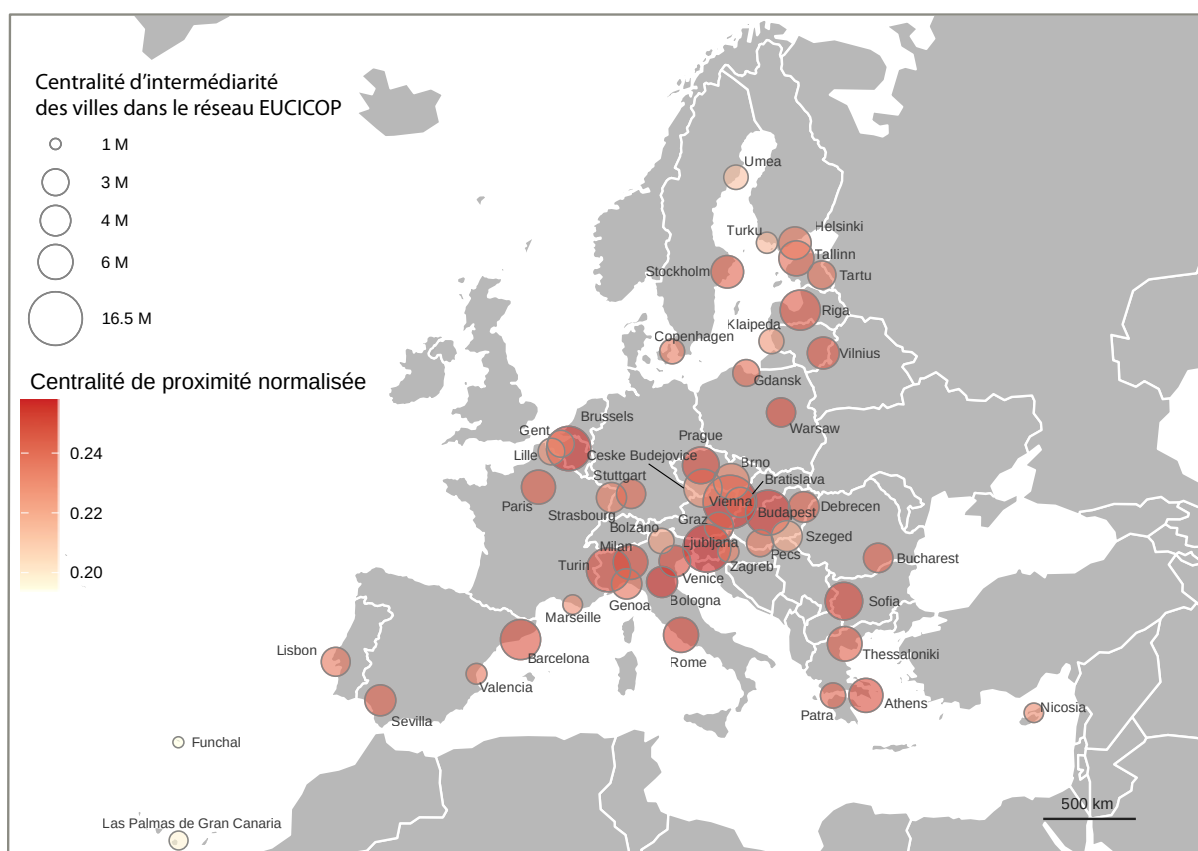 Centralité d'intermédiarité
des villes dans le réseau EUCICOP
1 M
3 M
4 M
6 M
16.5 M
Centralité de proximité normalisée
0.24
0.22
0.20
Umea
Turku
Helsinki
Tallinn
Stockholm
Tartu
Riga
Klaipeda
Copenhagen
Vilnius
Gdansk
Warsaw
Brussels
Gent
Lille
Prague
Ceske Budejovice
Brno
Stuttgart
Bratislava
Paris
Strasbourg
Vienna
Budapest
Debrecen
Graz
Bolzano
Szeged
Milan
Ljubljana
Pecs
Turin
Zagreb
Venice
Bucharest
Genoa
Bologna
Marseille
Sofia
Lisbon
Barcelona
Rome
Thessaloniki
Valencia
Sevilla
Patra
Athens
Nicosia
Funchal
Las Palmas de Gran Canaria
500 km